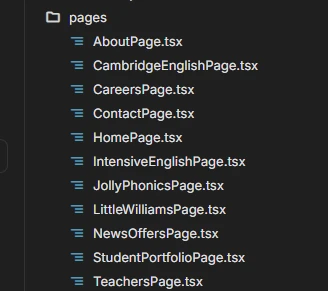 pages
AboutPage.tsx
CambridgeEnglishPage.tsx
CareersPage.tsx
ContactPage.tsx
HomePage.tsx
IntensiveEnglishPage.tsx
JollyPhonicsPage.tsx
LittleWilliamsPage.tsx
NewsOffersPage.tsx
StudentPortfolioPage.tsx
TeachersPage.tsx